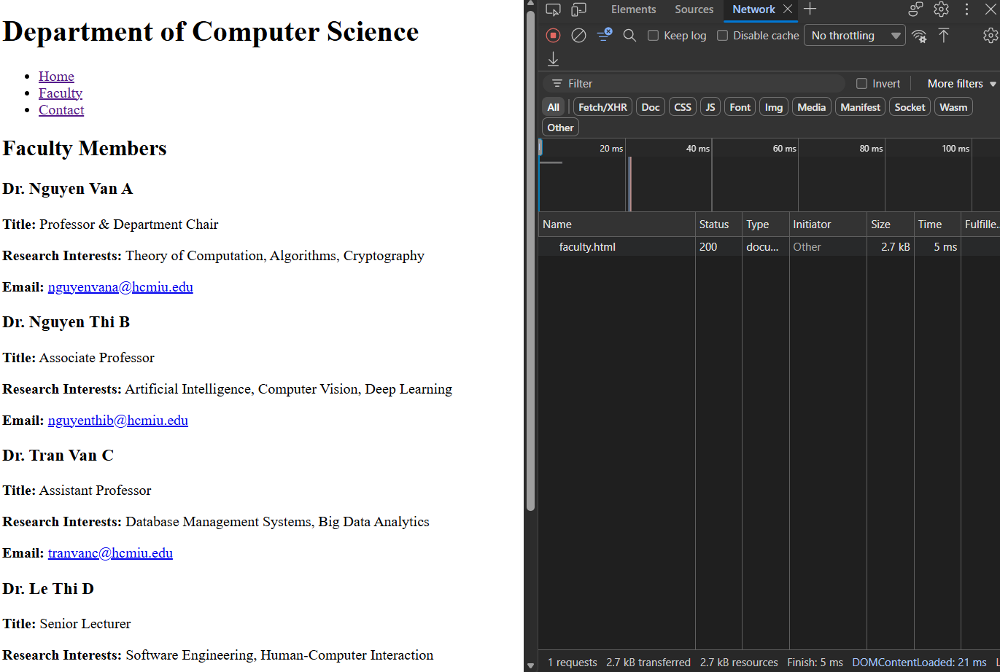 Department of Computer Science
Home
Faculty
Contact
Faculty Members
Dr. Nguyen Van A
Title: Professor & Department Chair
Research Interests: Theory of Computation, Algorithms, Cryptography
Email: nguyenvana@hcmiu.edu
Dr. Nguyen Thi B
Title: Associate Professor
Research Interests: Artificial Intelligence, Computer Vision, Deep Learning
Email: nguyenthib@hcmiu.edu
Dr. Tran Van C
Title: Assistant Professor
Research Interests: Database Management Systems, Big Data Analytics
Email: tranvanc@hcmiu.edu
Dr. Le Thi D
Title: Senior Lecturer
Research Interests: Software Engineering, Human-Computer Interaction
Elements Sources Network
Keep log Disable cache No throttling
Filter Invert More filters
All Fetch/XHR Doc CSS JS Font Img Media Manifest Socket Wasm
Other
20 ms 40 ms 60 ms 80 ms 100 ms
Name Status Type Initiator Size Time Fulfille...
faculty.html 200 docu... Other 2.7 kB 5 ms
1 requests 2.7 kB transferred 2.7 kB resources Finish: 5 ms DOMContentLoaded: 21 ms L